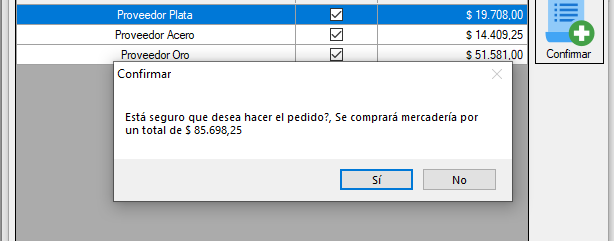 Proveedor Plata $ 19.708,00
Proveedor Acero $ 14.409,25
Proveedor Oro $ 51.581,00
Confirmar
Confirmar
Está seguro que desea hacer el pedido?, Se comprará mercadería por
un total de $ 85.698,25
Sí No